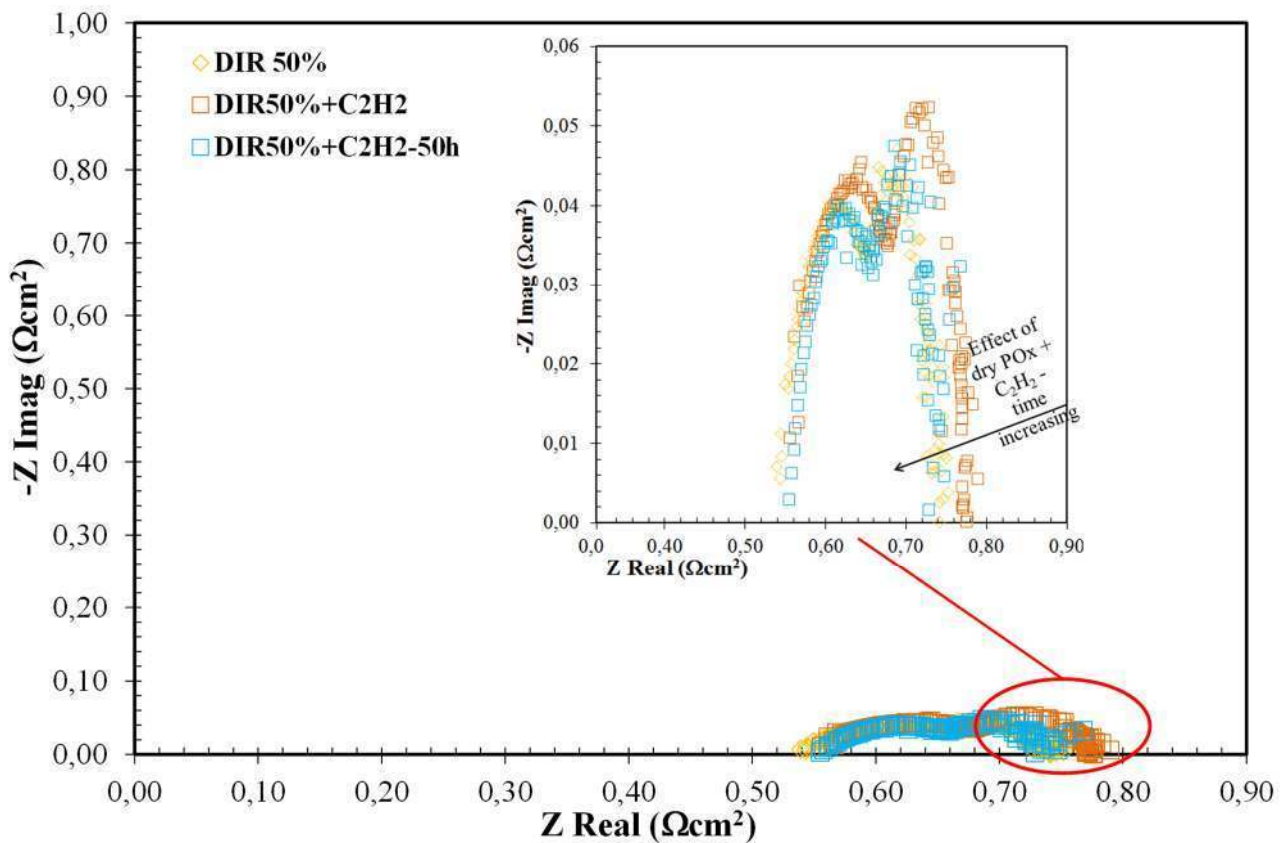 1,00
0,90
0,80
0,70
0,60
0,50
0,40
0,30
0,20
0,10
0,00
-Z Imag (Ωcm²)
DIR 50%
DIR50%+C2H2
DIR50%+C2H2-50h
0,06
0,05
0,04
0,03
0,02
0,01
0,00
-Z Imag (Ωcm²)
Effect of
dry POx +
C₂H₂ -
time
increasing
0,0 0,40 0,50 0,60 0,70 0,80 0,90
Z Real (Ωcm²)
0,00 0,10 0,20 0,30 0,40 0,50 0,60 0,70 0,80 0,90
Z Real (Ωcm²)